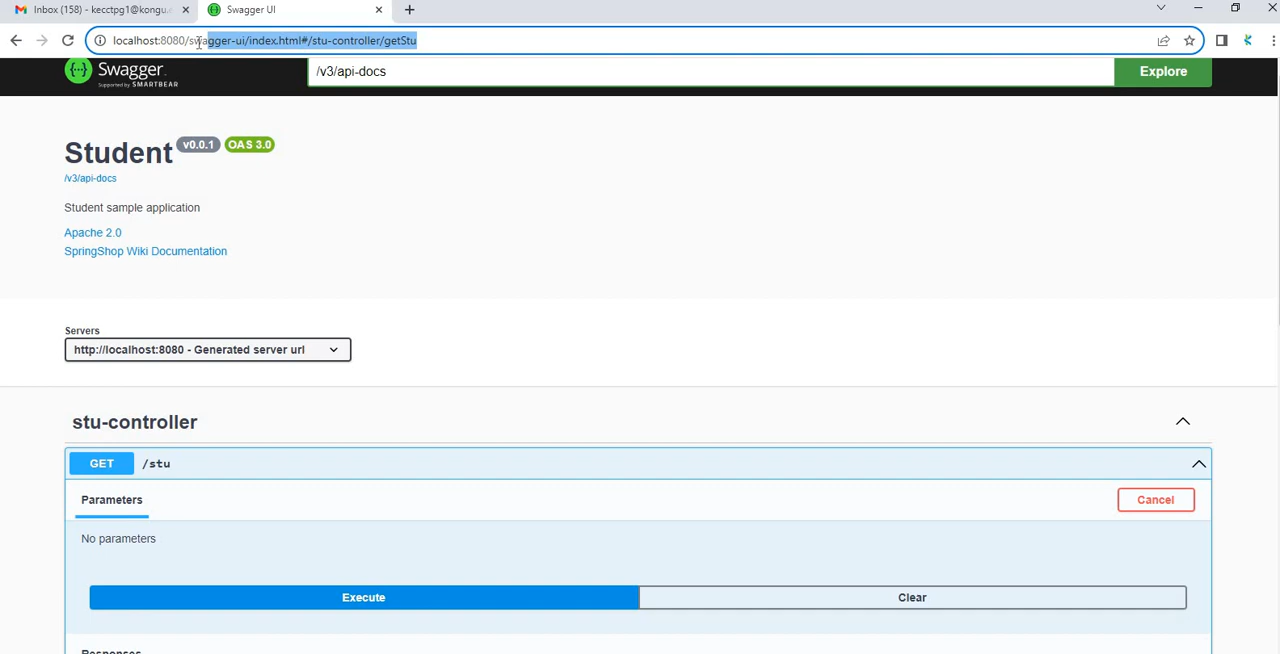 Inbox (158) - kecctpg1@kongu.e
Swagger UI
localhost:8080/swagger-ui/index.html#/stu-controller/getStu
Swagger
Supported by SMARTBEAR
/v3/api-docs
Explore
Student v0.0.1 OAS 3.0
/v3/api-docs
Student sample application
Apache 2.0
SpringShop Wiki Documentation
Servers
http://localhost:8080 - Generated server url
stu-controller
GET /stu
Parameters
Cancel
No parameters
Execute
Clear
Responses